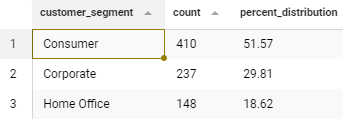 customer_segment count percent_distribution
1 Consumer 410 51.57
2 Corporate 237 29.81
3 Home Office 148 18.62